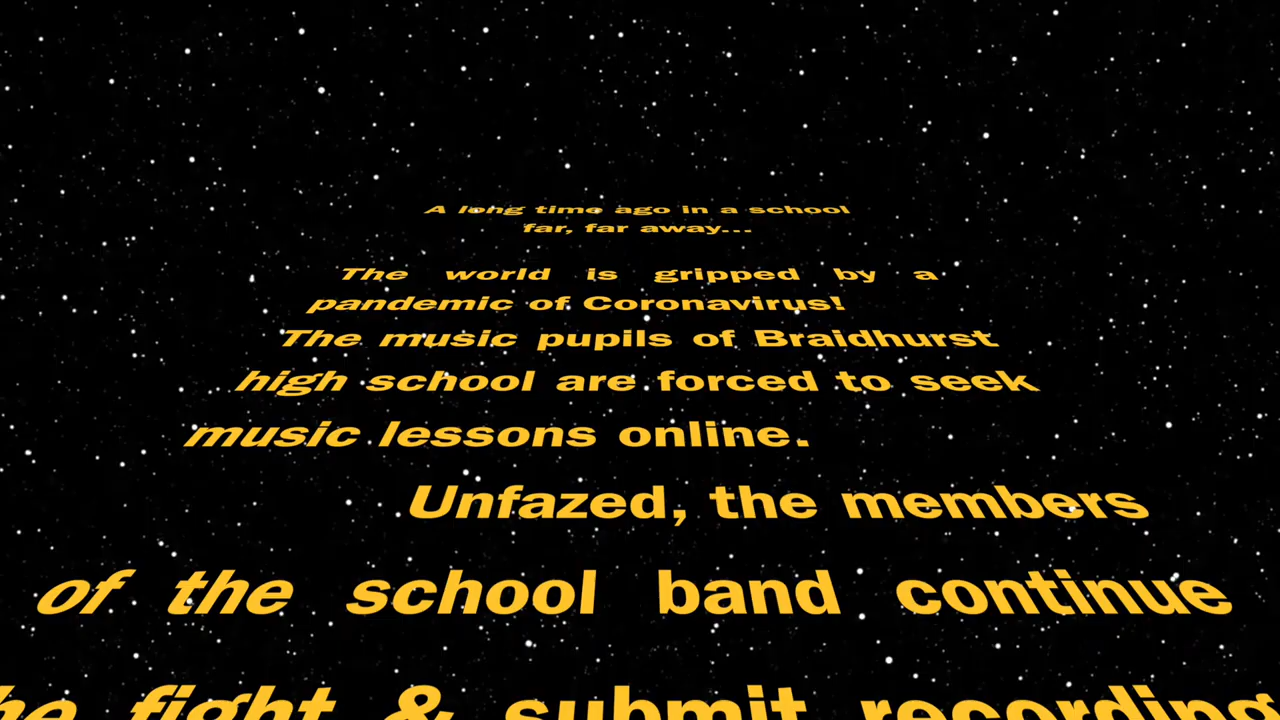 A long time ago in a school
far, far away...
The world is gripped by a
pandemic of Coronavirus!
The music pupils of Braidhurst
high school are forced to seek
music lessons online.
Unfazed, the members
of the school band continue
fight & submit recording